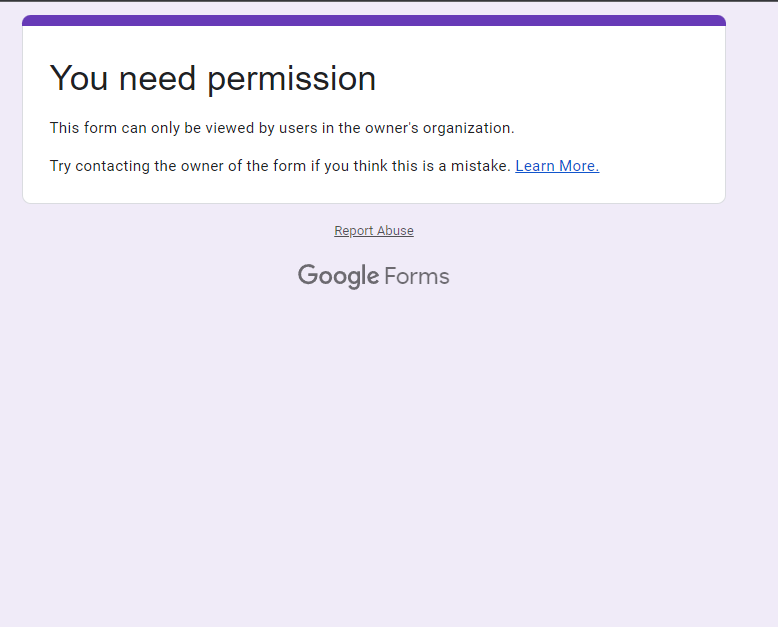 You need permission
This form can only be viewed by users in the owner's organization.
Try contacting the owner of the form if you think this is a mistake. Learn More.
Report Abuse
Google Forms